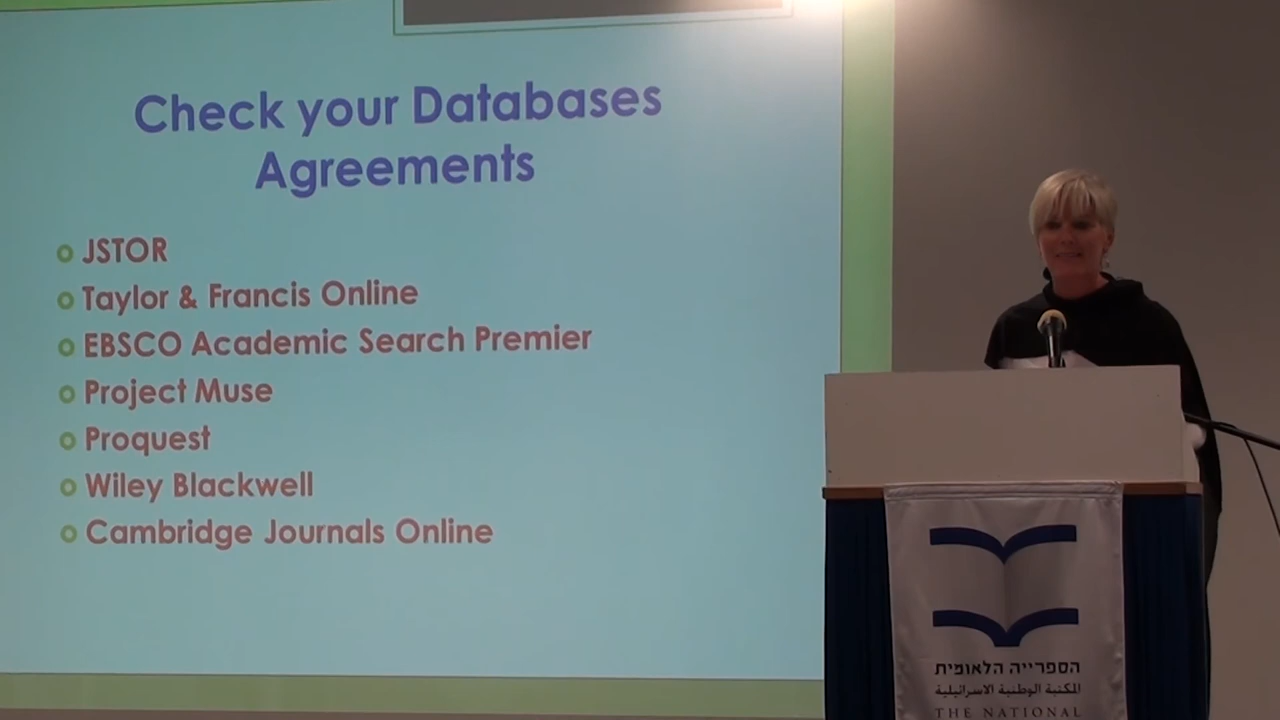 Check your Databases
Agreements
JSTOR
Taylor & Francis Online
EBSCO Academic Search Premier
Project Muse
Proquest
Wiley Blackwell
Cambridge Journals Online
הספרייה הלאומית
المكتبة الوطنية الاسرائيلية
THE NATIONAL